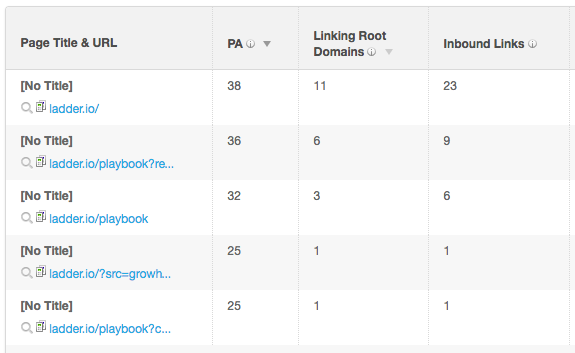 Page Title & URL PA Linking Root Domains Inbound Links
[No Title] 38 11 23
ladder.io/
[No Title] 36 6 9
ladder.io/playbook?re...
[No Title] 32 3 6
ladder.io/playbook
[No Title] 25 1 1
ladder.io/?src=growh...
[No Title] 25 1 1
ladder.io/playbook?c...